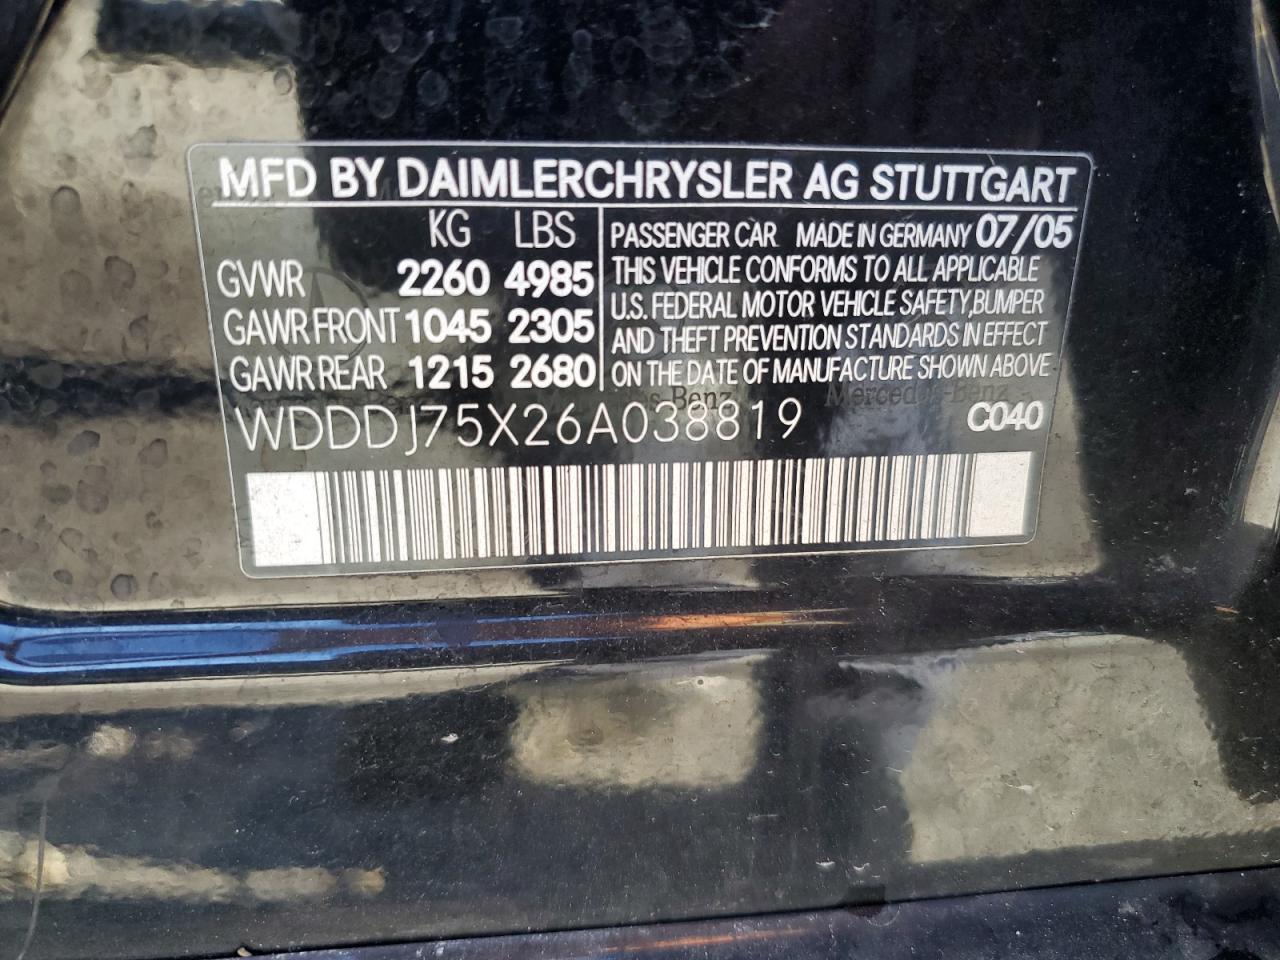 MFD BY DAIMLERCHRYSLER AG STUTTGART
KG LBS
GVWR 2260 4985
GAWR FRONT 1045 2305
GAWR REAR 1215 2680
PASSENGER CAR MADE IN GERMANY 07/05
THIS VEHICLE CONFORMS TO ALL APPLICABLE
U.S. FEDERAL MOTOR VEHICLE SAFETY, BUMPER
AND THEFT PREVENTION STANDARDS IN EFFECT
ON THE DATE OF MANUFACTURE SHOWN ABOVE
Mercedes-Benz
WDDDJ75X26A038819 C040